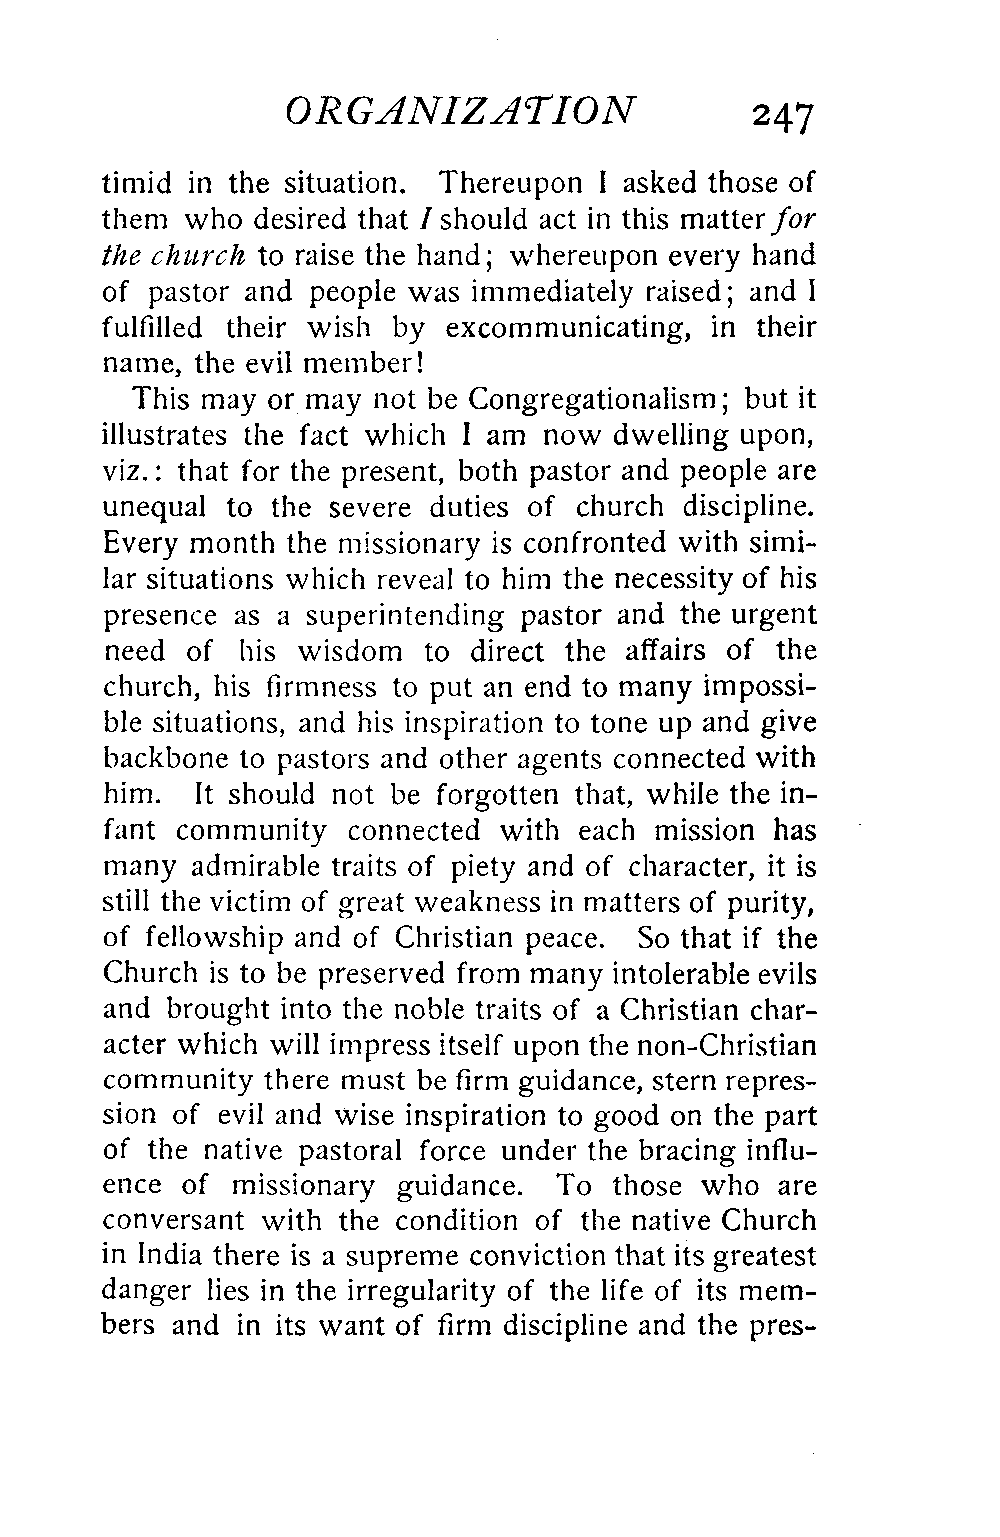 ORGANIZATION 247
timid in the situation. Thereupon I asked those of
them who desired that I should act in this matter for
the church to raise the hand; whereupon every hand
of pastor and people was immediately raised; and I
fulfilled their wish by excommunicating, in their
name, the evil member!
This may or may not be Congregationalism; but it
illustrates the fact which I am now dwelling upon,
viz.: that for the present, both pastor and people are
unequal to the severe duties of church discipline.
Every month the missionary is confronted with simi-
lar situations which reveal to him the necessity of his
presence as a superintending pastor and the urgent
need of his wisdom to direct the affairs of the
church, his firmness to put an end to many impossi-
ble situations, and his inspiration to tone up and give
backbone to pastors and other agents connected with
him. It should not be forgotten that, while the in-
fant community connected with each mission has
many admirable traits of piety and of character, it is
still the victim of great weakness in matters of purity,
of fellowship and of Christian peace. So that if the
Church is to be preserved from many intolerable evils
and brought into the noble traits of a Christian char-
acter which will impress itself upon the non-Christian
community there must be firm guidance, stern repres-
sion of evil and wise inspiration to good on the part
of the native pastoral force under the bracing influ-
ence of missionary guidance. To those who are
conversant with the condition of the native Church
in India there is a supreme conviction that its greatest
danger lies in the irregularity of the life of its mem-
bers and in its want of firm discipline and the pres-